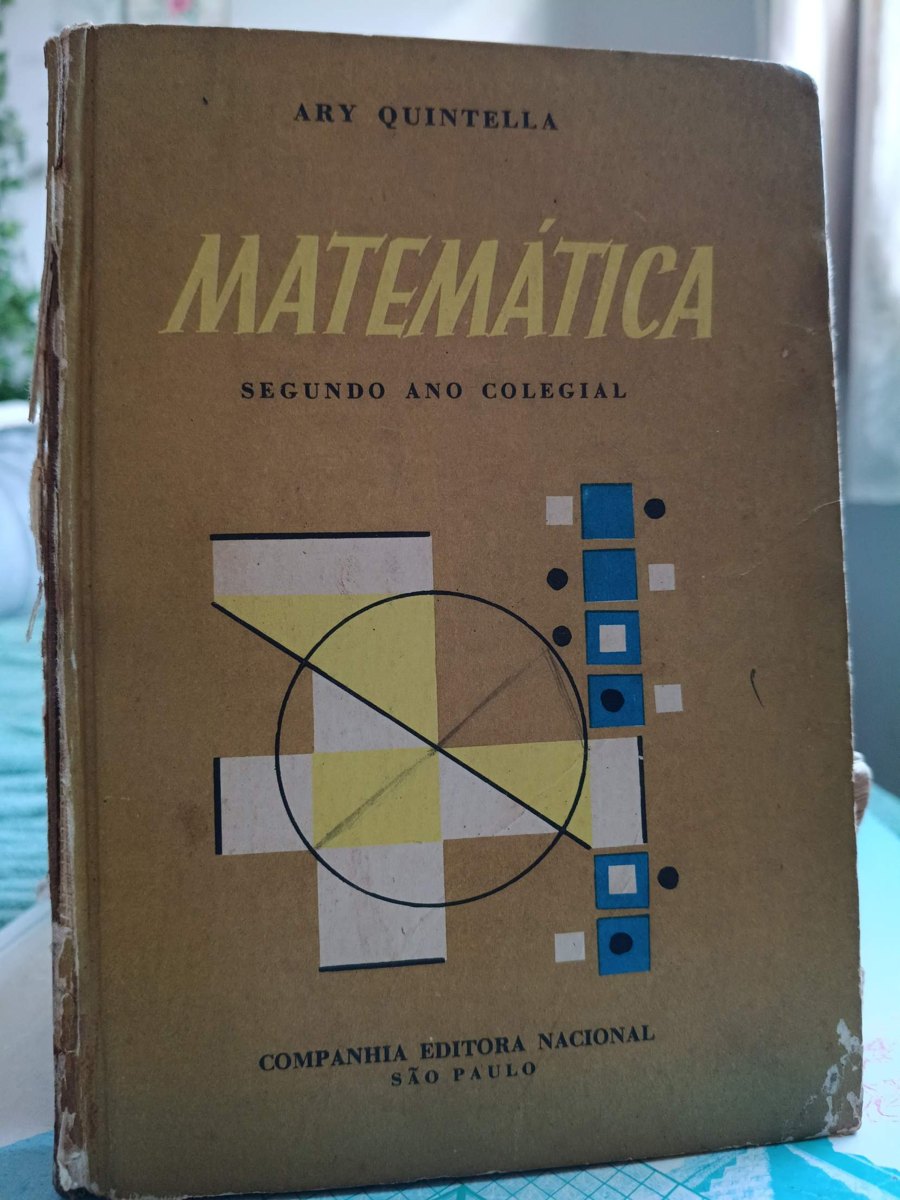 ARY QUINTELLA
MATEMÁTICA
SEGUNDO ANO COLEGIAL
COMPANHIA EDITORA NACIONAL
SÃO PAULO